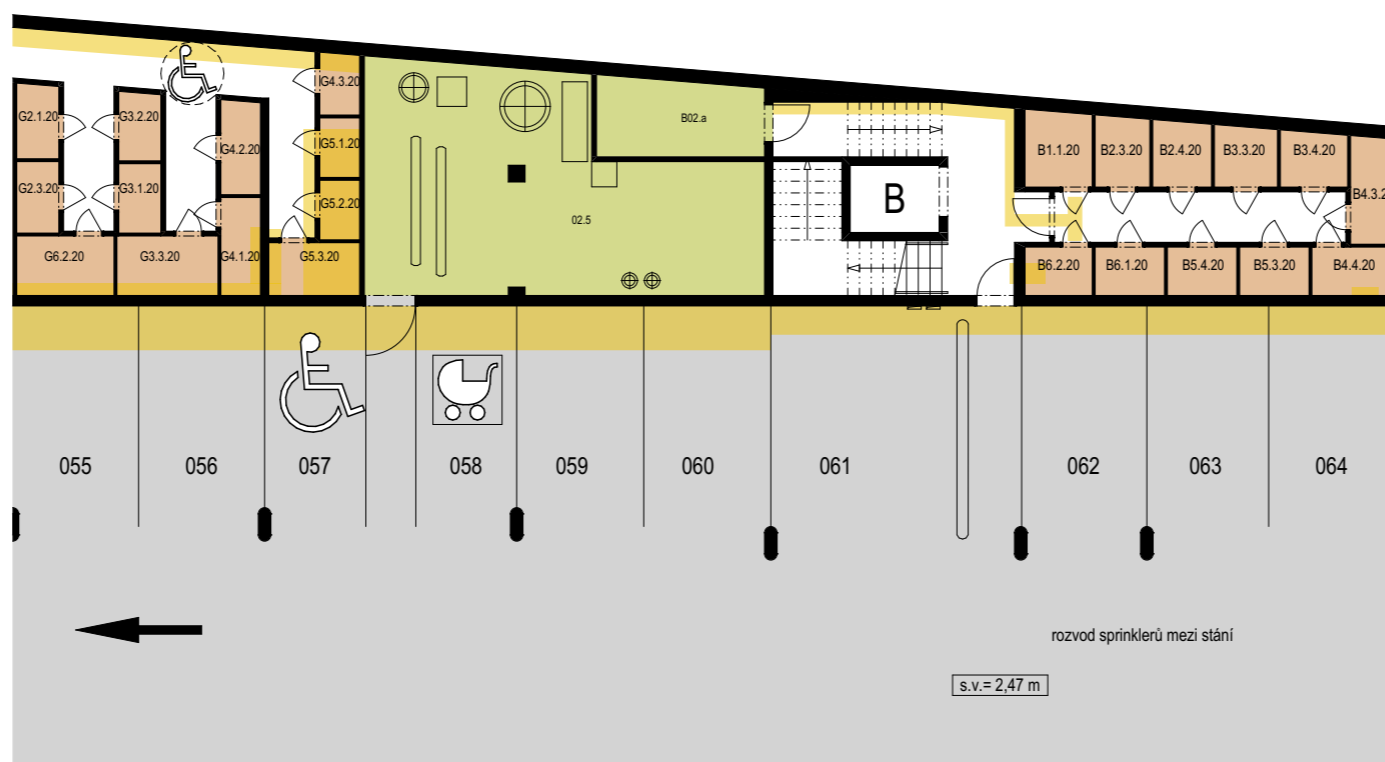 G4.3.20
G2.1.20
G3.2.20
G4.2.20
G5.1.20
G2.3.20
G3.1.20
G5.2.20
G6.2.20
G3.3.20
G4.1.20
G5.3.20
B02.a
02.5
B
B1.1.20
B2.3.20
B2.4.20
B3.3.20
B3.4.20
B4.3.2
B6.2.20
B6.1.20
B5.4.20
B5.3.20
B4.4.20
055
056
057
058
059
060
061
062
063
064
rozvod sprinklerů mezi stání
s.v.= 2,47 m